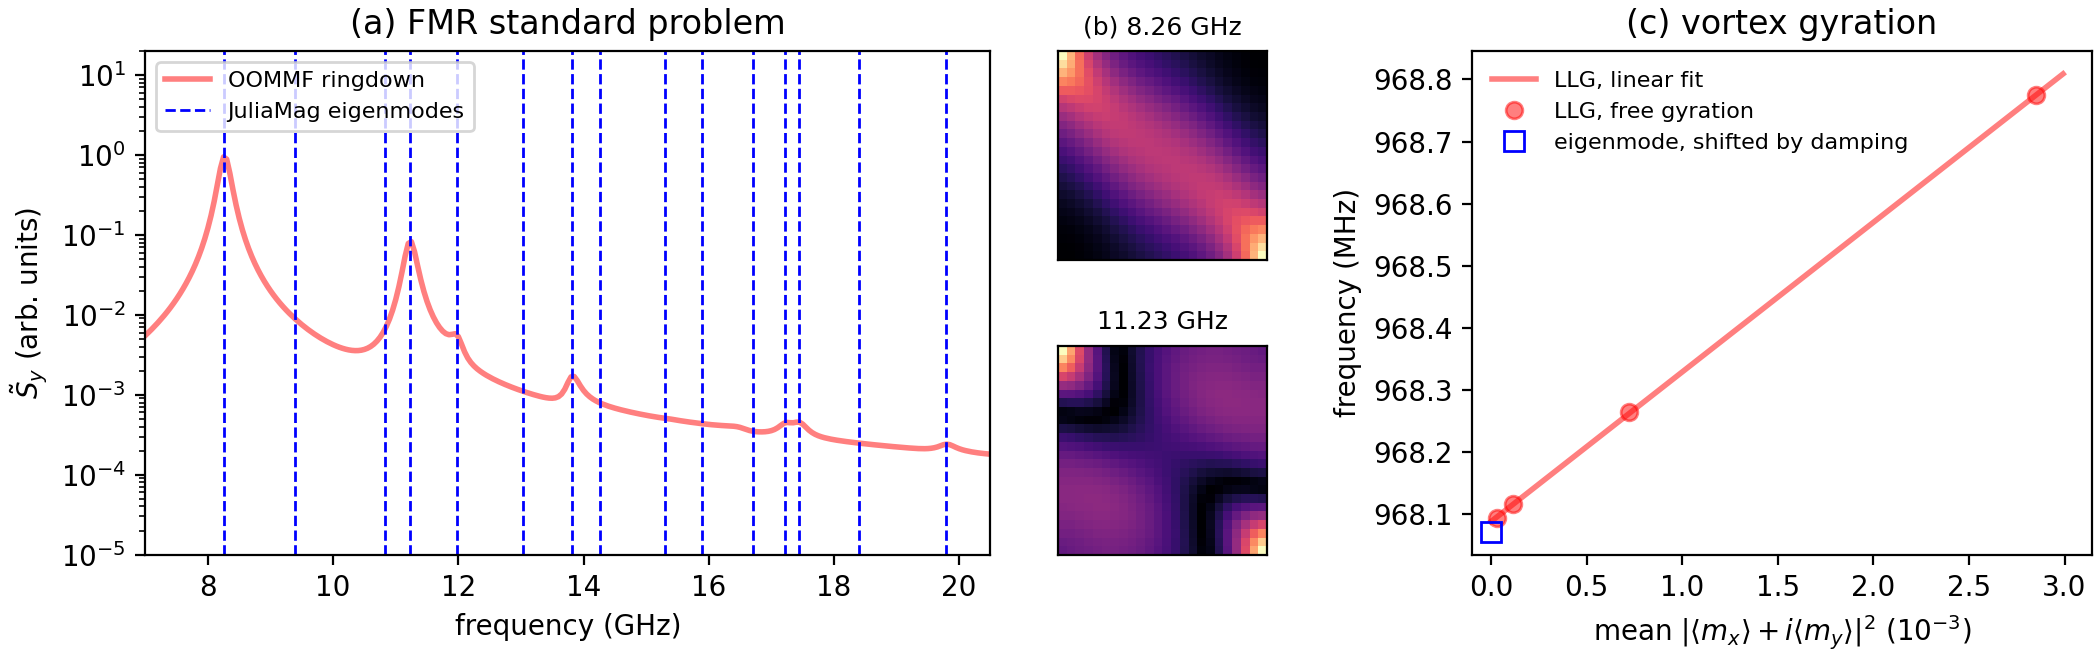 (a) FMR standard problem
OOMMF ringdown
JuliaMag eigenmodes
10¹
10⁰
10⁻¹
10⁻²
10⁻³
10⁻⁴
10⁻⁵
S̃_y (arb. units)
8 10 12 14 16 18 20
frequency (GHz)
(b) 8.26 GHz
11.23 GHz
(c) vortex gyration
LLG, linear fit
LLG, free gyration
eigenmode, shifted by damping
968.8
968.7
968.6
968.5
968.4
968.3
968.2
968.1
frequency (MHz)
0.0 0.5 1.0 1.5 2.0 2.5 3.0
mean |⟨m_x⟩ + i⟨m_y⟩|² (10⁻³)